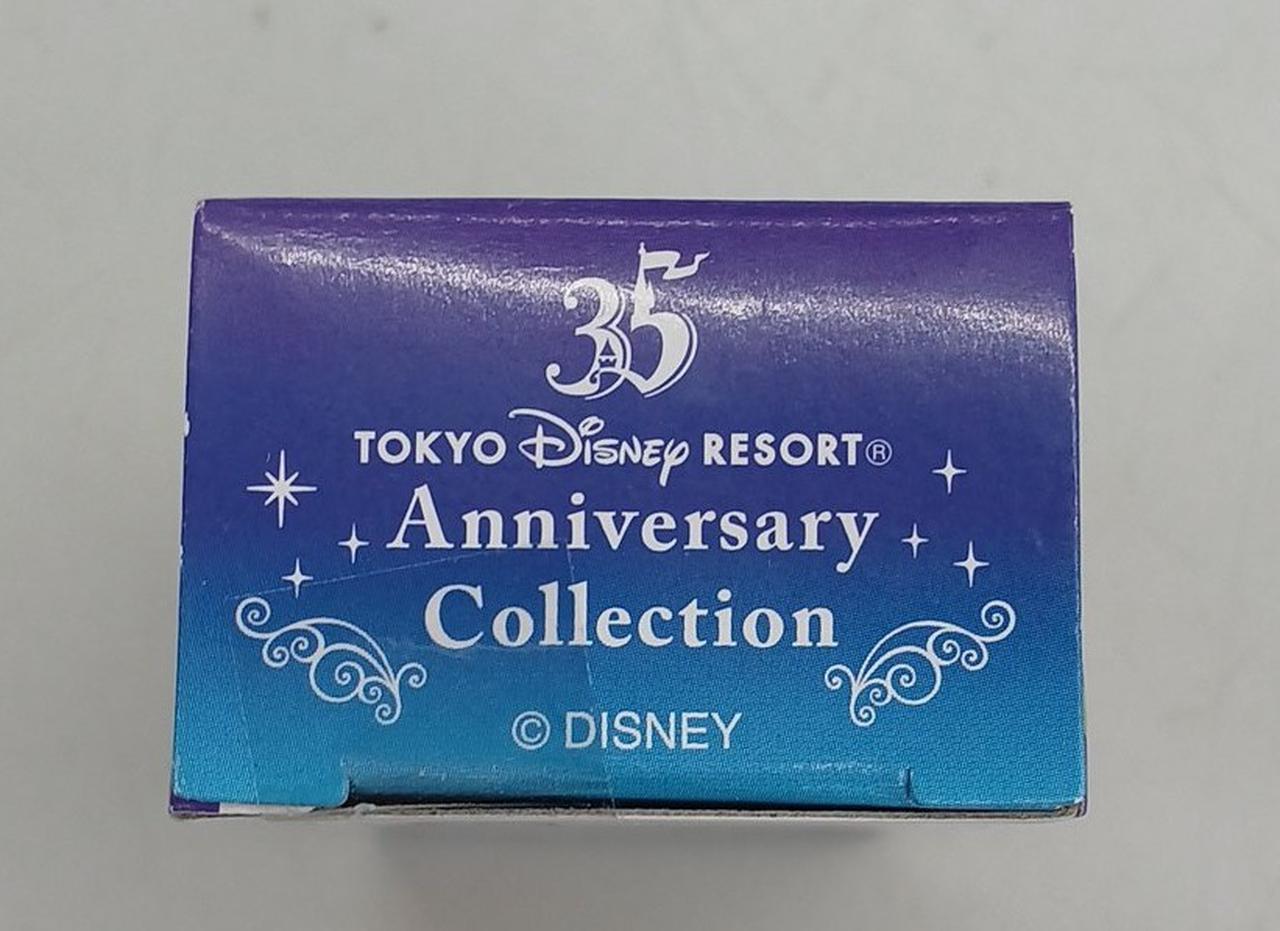 35
TOKYO Disney RESORT®
Anniversary
Collection
© DISNEY